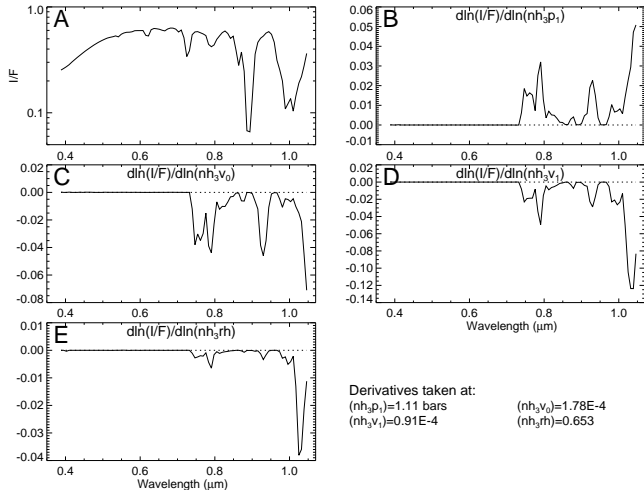 A
I/F
1.0
0.1
0.4 0.6 0.8 1.0
B
dln(I/F)/dln(nh₃p₁)
0.06
0.05
0.04
0.03
0.02
0.01
0.00
-0.01
0.4 0.6 0.8 1.0
C
dln(I/F)/dln(nh₃v₀)
0.02
0.00
-0.02
-0.04
-0.06
-0.08
0.4 0.6 0.8 1.0
D
dln(I/F)/dln(nh₃v₁)
0.02
0.00
-0.02
-0.04
-0.06
-0.08
-0.10
-0.12
-0.14
0.4 0.6 0.8 1.0
Wavelength (μm)
E
dln(I/F)/dln(nh₃rh)
0.01
0.00
-0.01
-0.02
-0.03
-0.04
0.4 0.6 0.8 1.0
Wavelength (μm)
Derivatives taken at:
(nh₃p₁)=1.11 bars (nh₃v₀)=1.78E-4
(nh₃v₁)=0.91E-4 (nh₃rh)=0.653